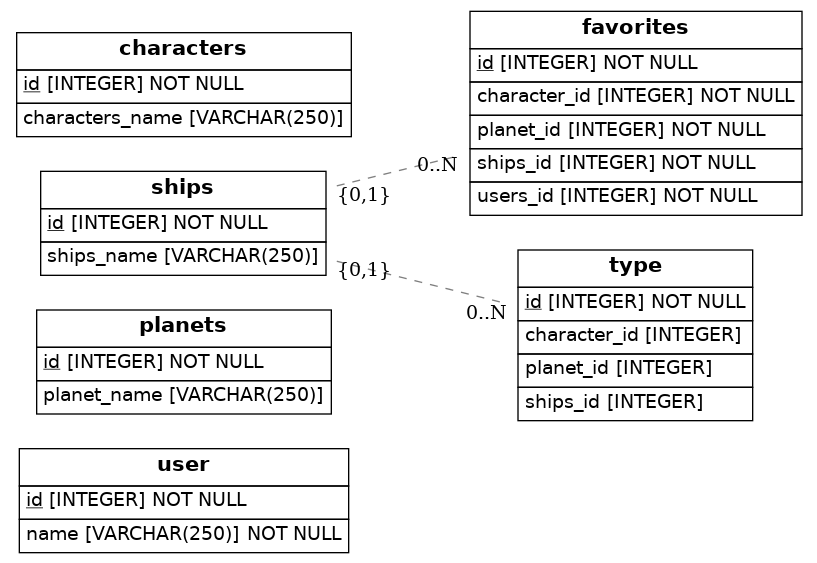 characters
id [INTEGER] NOT NULL
characters_name [VARCHAR(250)]
ships
id [INTEGER] NOT NULL
ships_name [VARCHAR(250)]
planets
id [INTEGER] NOT NULL
planet_name [VARCHAR(250)]
user
id [INTEGER] NOT NULL
name [VARCHAR(250)] NOT NULL
0..N
{0,1}
{0,1}
0..N
favorites
id [INTEGER] NOT NULL
character_id [INTEGER] NOT NULL
planet_id [INTEGER] NOT NULL
ships_id [INTEGER] NOT NULL
users_id [INTEGER] NOT NULL
type
id [INTEGER] NOT NULL
character_id [INTEGER]
planet_id [INTEGER]
ships_id [INTEGER]